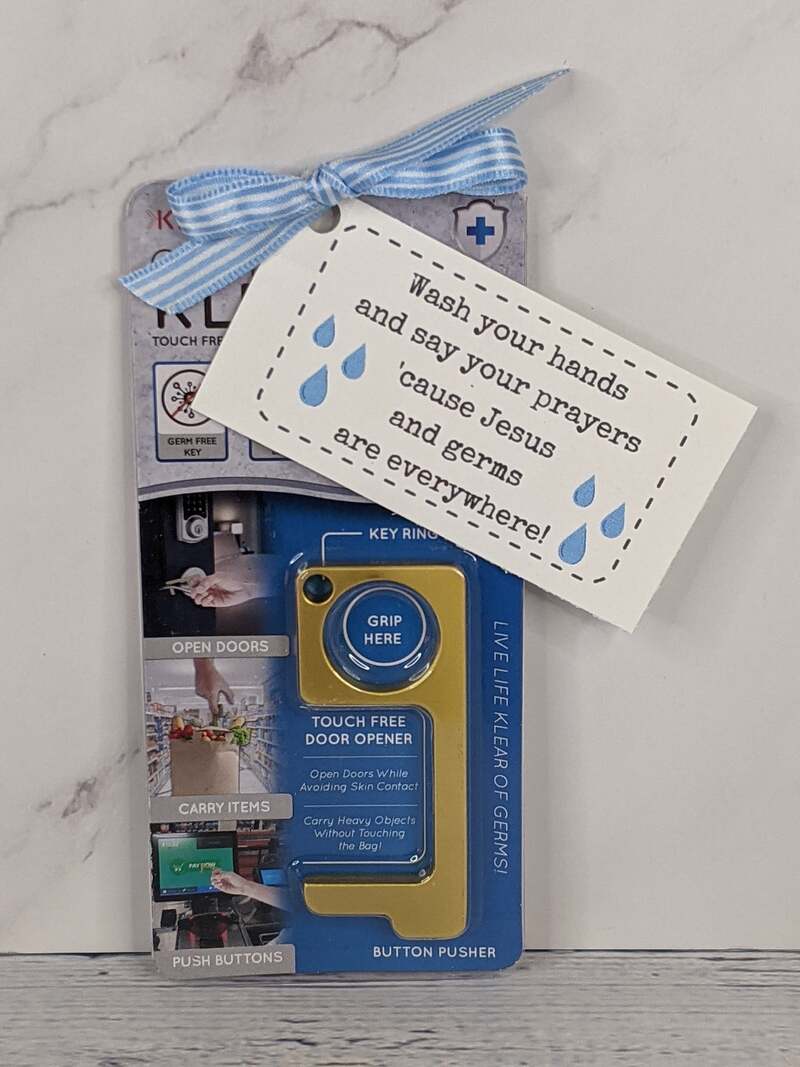 Wash your hands
and say your prayers
'cause Jesus
and germs
are everywhere!
TOUCH
GERM FREE
KEY
KEY RING
GRIP
HERE
OPEN DOORS
TOUCH FREE
DOOR OPENER
Open Doors While
Avoiding Skin Contact
Carry Heavy Objects
Without Touching
the Bag!
CARRY ITEMS
PAY NOW
PUSH BUTTONS
BUTTON PUSHER
LIVE LIFE KLEAR OF GERMS!